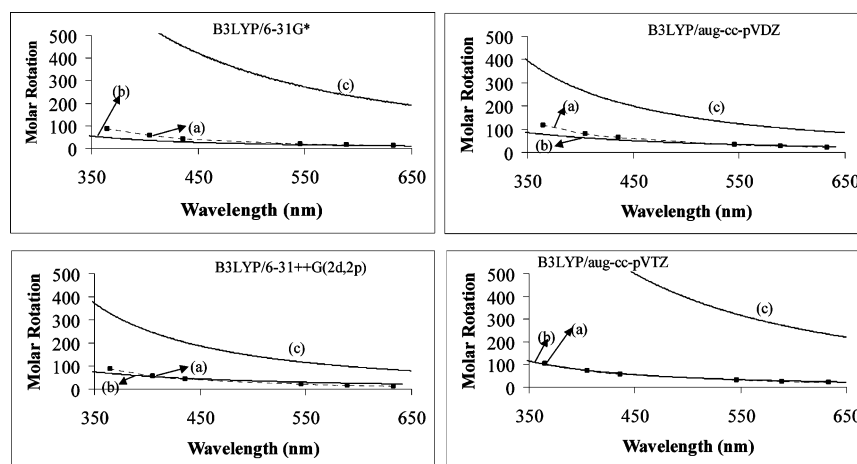 B3LYP/6-31G*
Molar Rotation
500
400
300
200
100
0
(b)
(a)
(c)
350
450
550
650
Wavelength (nm)
B3LYP/aug-cc-pVDZ
Molar Rotation
500
400
300
200
100
0
(a)
(b)
(c)
350
450
550
650
Wavelength (nm)
B3LYP/6-31++G(2d,2p)
Molar Rotation
500
400
300
200
100
0
(b)
(a)
(c)
350
450
550
650
Wavelength (nm)
B3LYP/aug-cc-pVTZ
Molar Rotation
500
400
300
200
100
0
(b)
(a)
(c)
350
450
550
650
Wavelength (nm)